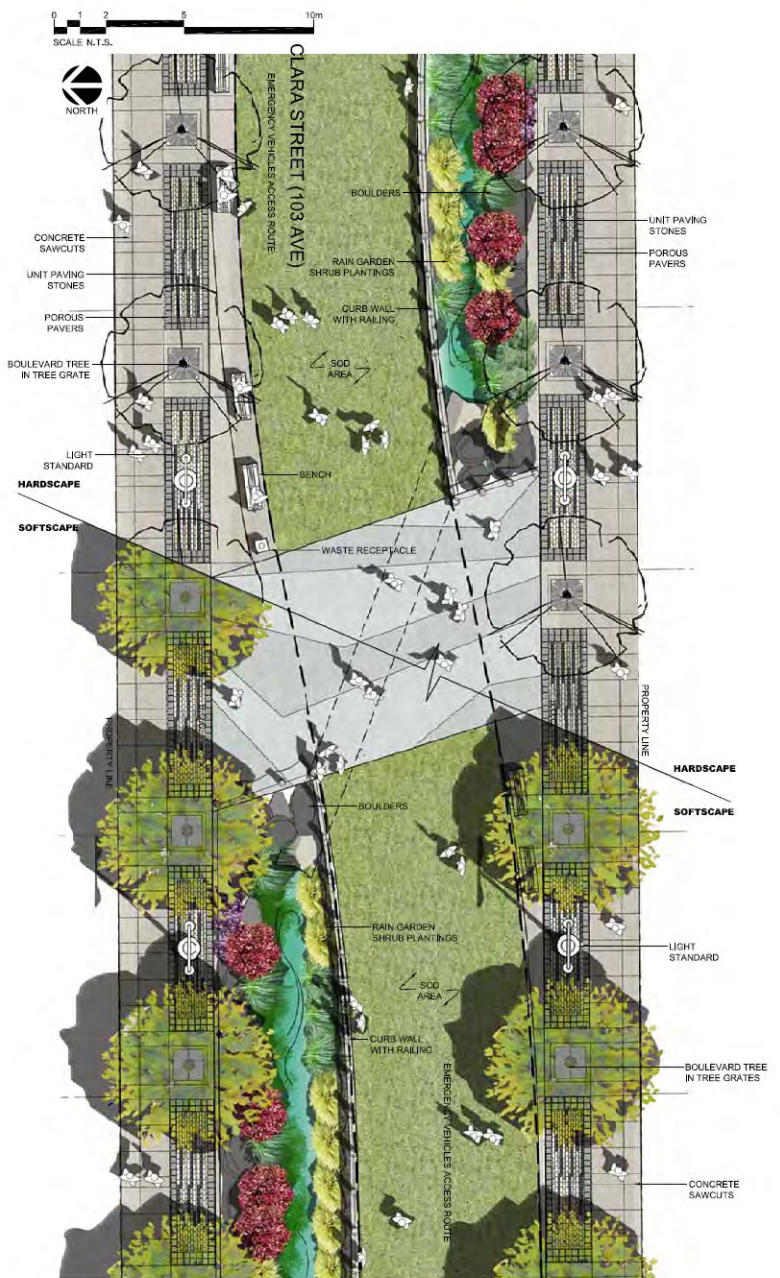 0 1 2 5 10m
SCALE N.T.S.
NORTH
CLARA STREET (103 AVE)
EMERGENCY VEHICLES ACCESS ROUTE
BOULDERS
CONCRETE
SAWCUTS
UNIT PAVING
STONES
RAIN GARDEN
SHRUB PLANTINGS
POROUS
PAVERS
UNIT PAVING
STONES
CURB WALL
WITH RAILING
POROUS
PAVERS
BOULEVARD TREE
IN TREE GRATE
SOD
AREA
LIGHT
STANDARD
BENCH
HARDSCAPE
SOFTSCAPE
WASTE RECEPTACLE
PROPERTY LINE
PROPERTY LINE
HARDSCAPE
SOFTSCAPE
BOULDERS
RAIN GARDEN
SHRUB PLANTINGS
LIGHT
STANDARD
SOD
AREA
CURB WALL
WITH RAILING
EMERGENCY VEHICLES ACCESS ROUTE
BOULEVARD TREE
IN TREE GRATES
CONCRETE
SAWCUTS